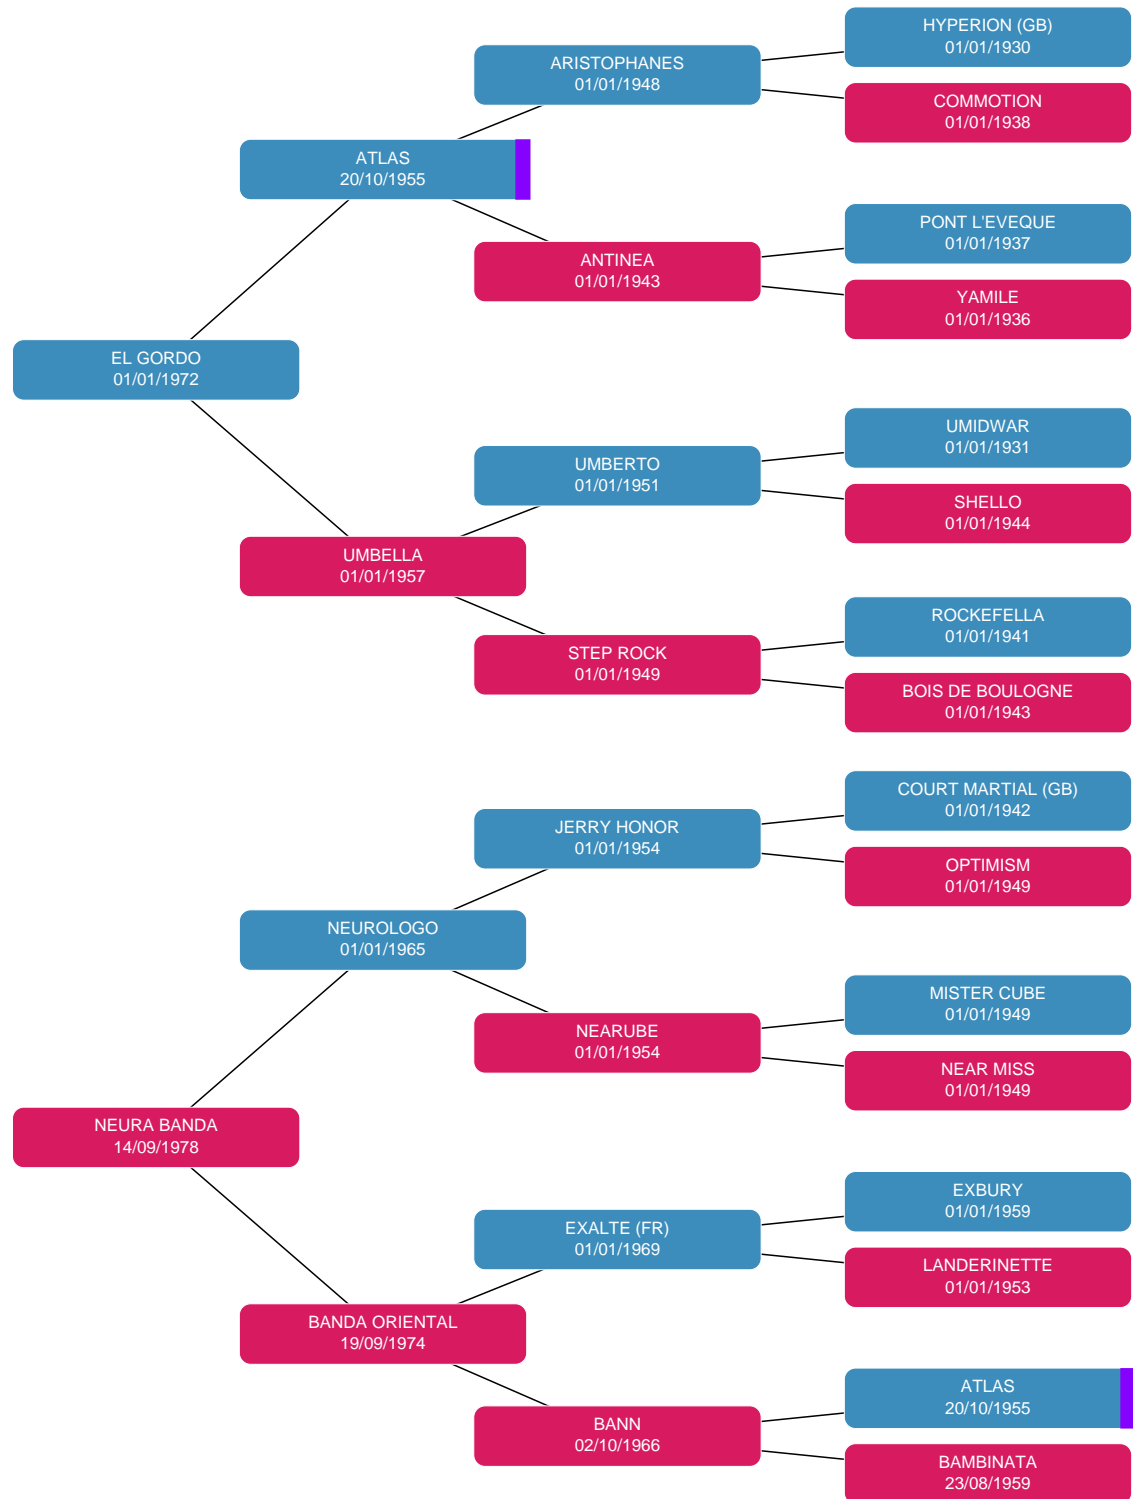 HYPERION (GB)
01/01/1930
ARISTOPHANES
01/01/1948
COMMOTION
01/01/1938
ATLAS
20/10/1955
PONT L'EVEQUE
01/01/1937
ANTINEA
01/01/1943
YAMILE
01/01/1936
EL GORDO
01/01/1972
UMIDWAR
01/01/1931
UMBERTO
01/01/1951
SHELLO
01/01/1944
UMBELLA
01/01/1957
ROCKEFELLA
01/01/1941
STEP ROCK
01/01/1949
BOIS DE BOULOGNE
01/01/1943
COURT MARTIAL (GB)
01/01/1942
JERRY HONOR
01/01/1954
OPTIMISM
01/01/1949
NEUROLOGO
01/01/1965
MISTER CUBE
01/01/1949
NEARUBE
01/01/1954
NEAR MISS
01/01/1949
NEURA BANDA
14/09/1978
EXBURY
01/01/1959
EXALTE (FR)
01/01/1969
LANDERINETTE
01/01/1953
BANDA ORIENTAL
19/09/1974
ATLAS
20/10/1955
BANN
02/10/1966
BAMBINATA
23/08/1959